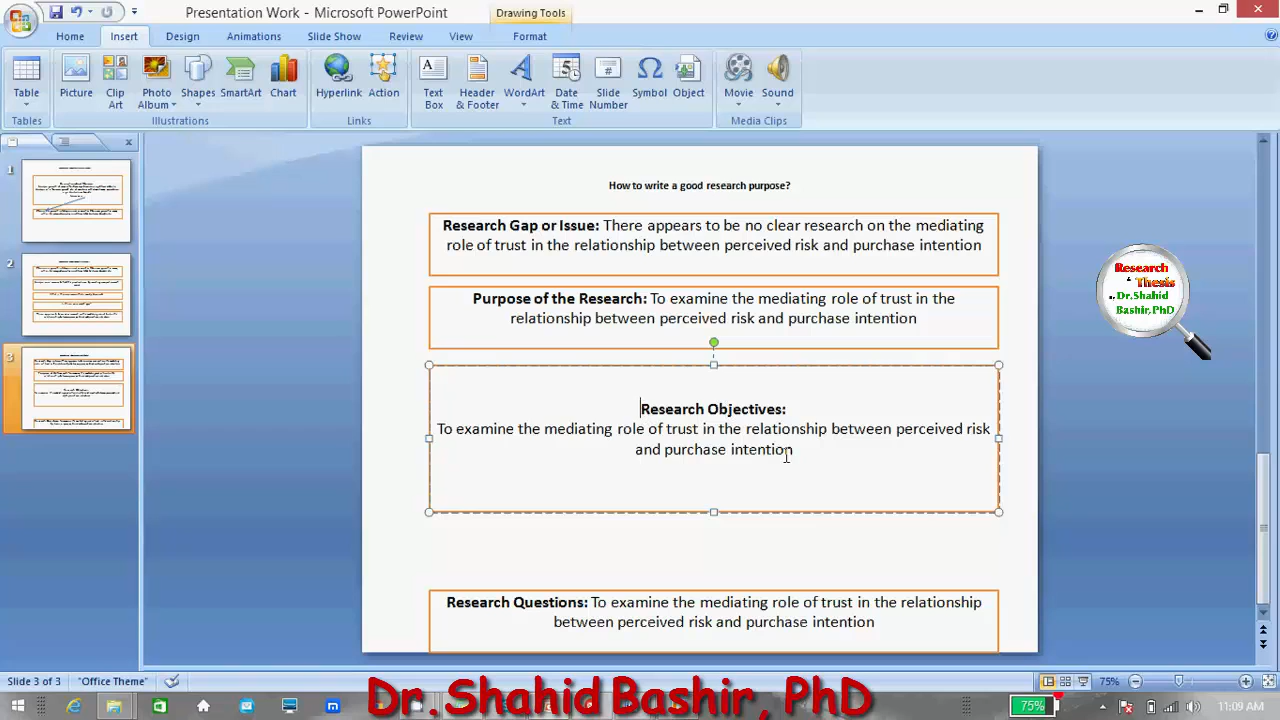 Presentation Work - Microsoft PowerPoint
Drawing Tools
Home Insert Design Animations Slide Show Review View Format
Table Picture Clip Art Photo Album Shapes SmartArt Chart Hyperlink Action Text Box Header & Footer WordArt Date & Time Slide Number Symbol Object Movie Sound
Tables Illustrations Links Text Media Clips
1
2
3
How to write a good research purpose?
Research Gap or Issue: There appears to be no clear research on the mediating
role of trust in the relationship between perceived risk and purchase intention
Purpose of the Research: To examine the mediating role of trust in the
relationship between perceived risk and purchase intention
Research Objectives:
To examine the mediating role of trust in the relationship between perceived risk
and purchase intention
Research Questions: To examine the mediating role of trust in the relationship
between perceived risk and purchase intention
Research
Thesis
Dr.Shahid
Bashir,PhD
Slide 3 of 3 "Office Theme" 75%
Dr.Shahid Bashir, PhD
75% 11:09 AM